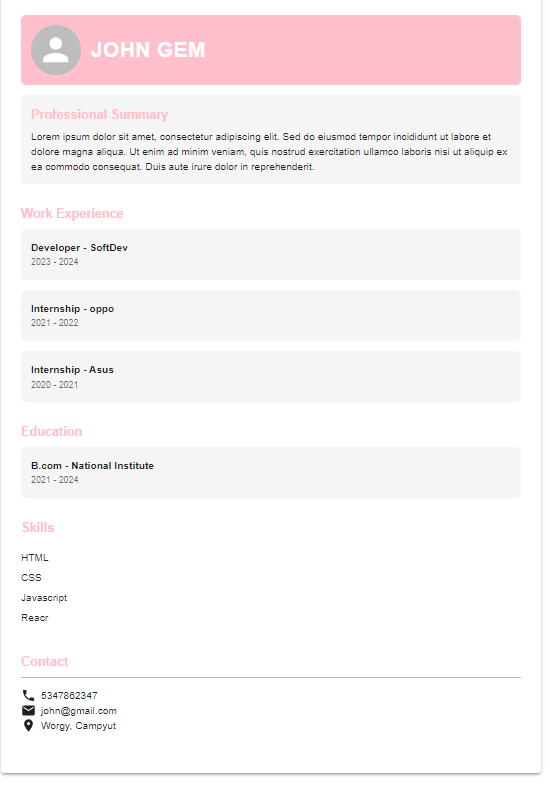 JOHN GEM
Professional Summary
Lorem ipsum dolor sit amet, consectetur adipiscing elit. Sed do eiusmod tempor incididunt ut labore et
dolore magna aliqua. Ut enim ad minim veniam, quis nostrud exercitation ullamco laboris nisi ut aliquip ex
ea commodo consequat. Duis aute irure dolor in reprehenderit.
Work Experience
Developer - SoftDev
2023 - 2024
Internship - oppo
2021 - 2022
Internship - Asus
2020 - 2021
Education
B.com - National Institute
2021 - 2024
Skills
HTML
CSS
Javascript
Reacr
Contact
5347862347
john@gmail.com
Worgy, Campyut